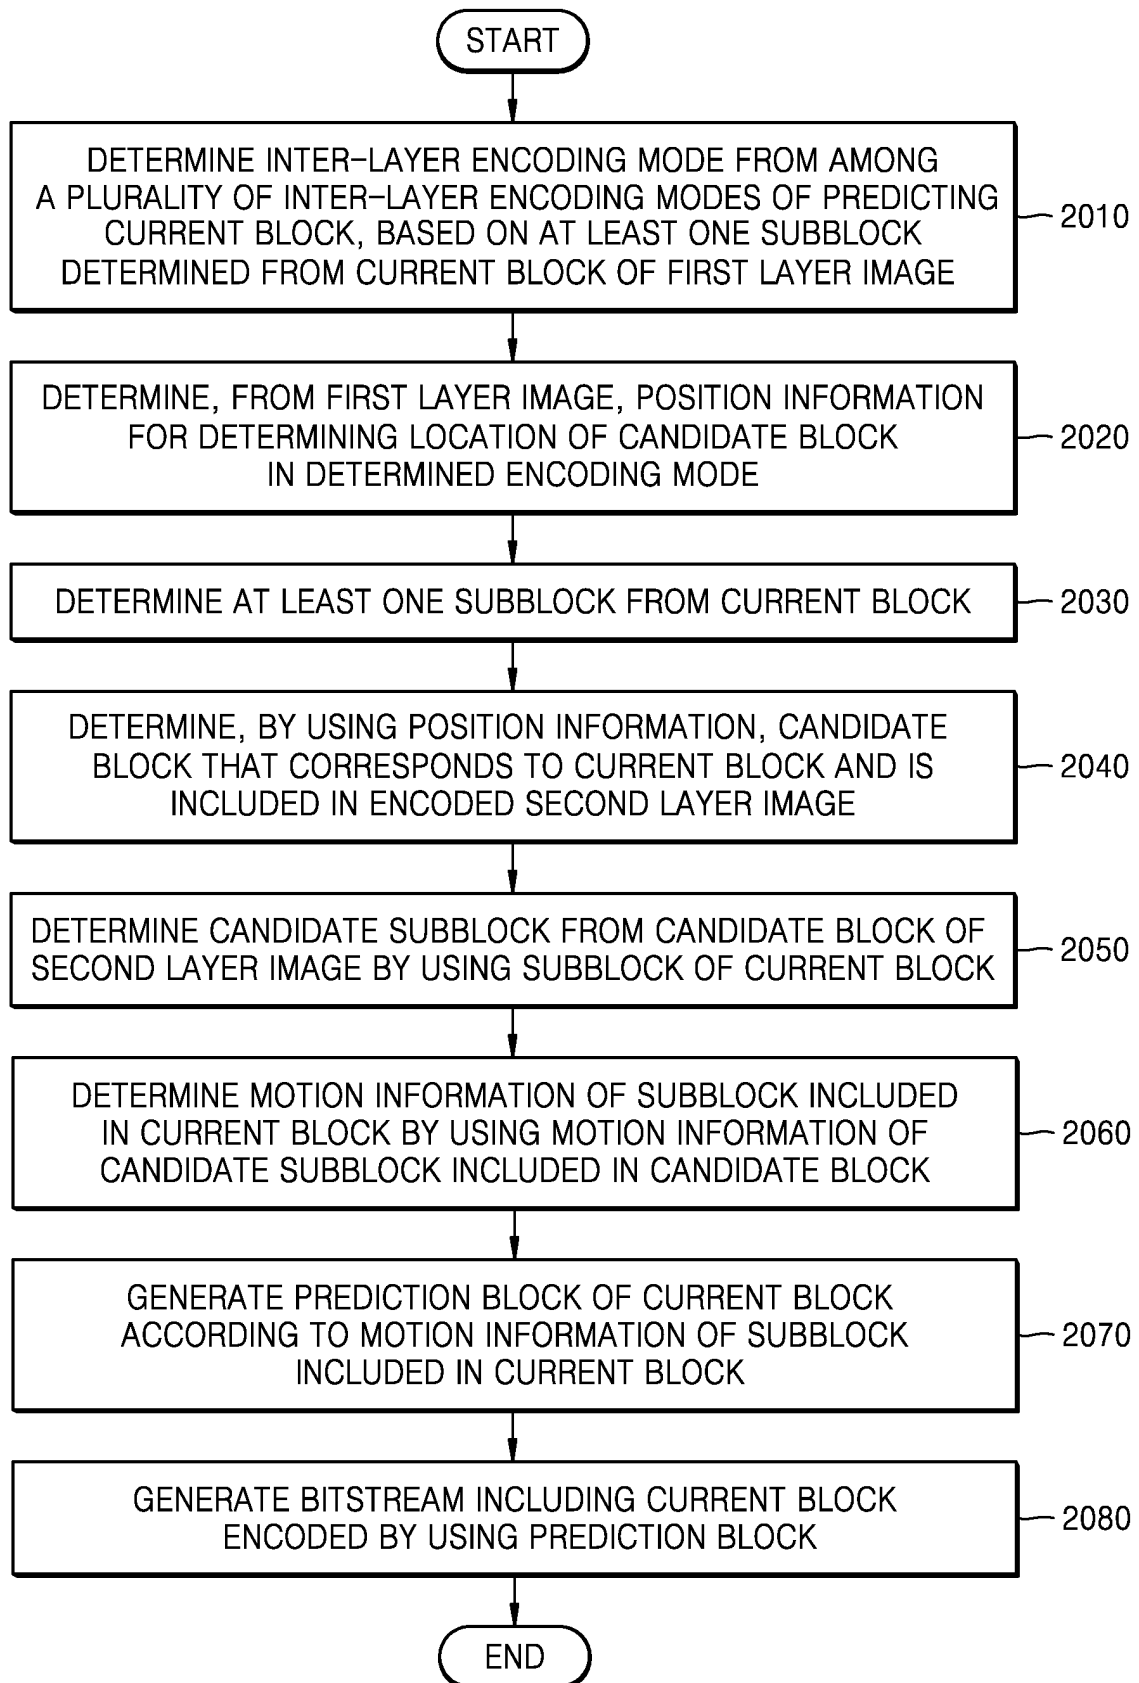 START
DETERMINE INTER-LAYER ENCODING MODE FROM AMONG
A PLURALITY OF INTER-LAYER ENCODING MODES OF PREDICTING
CURRENT BLOCK, BASED ON AT LEAST ONE SUBBLOCK
DETERMINED FROM CURRENT BLOCK OF FIRST LAYER IMAGE
2010
DETERMINE, FROM FIRST LAYER IMAGE, POSITION INFORMATION
FOR DETERMINING LOCATION OF CANDIDATE BLOCK
IN DETERMINED ENCODING MODE
2020
DETERMINE AT LEAST ONE SUBBLOCK FROM CURRENT BLOCK
2030
DETERMINE, BY USING POSITION INFORMATION, CANDIDATE
BLOCK THAT CORRESPONDS TO CURRENT BLOCK AND IS
INCLUDED IN ENCODED SECOND LAYER IMAGE
2040
DETERMINE CANDIDATE SUBBLOCK FROM CANDIDATE BLOCK OF
SECOND LAYER IMAGE BY USING SUBBLOCK OF CURRENT BLOCK
2050
DETERMINE MOTION INFORMATION OF SUBBLOCK INCLUDED
IN CURRENT BLOCK BY USING MOTION INFORMATION OF
CANDIDATE SUBBLOCK INCLUDED IN CANDIDATE BLOCK
2060
GENERATE PREDICTION BLOCK OF CURRENT BLOCK
ACCORDING TO MOTION INFORMATION OF SUBBLOCK
INCLUDED IN CURRENT BLOCK
2070
GENERATE BITSTREAM INCLUDING CURRENT BLOCK
ENCODED BY USING PREDICTION BLOCK
2080
END